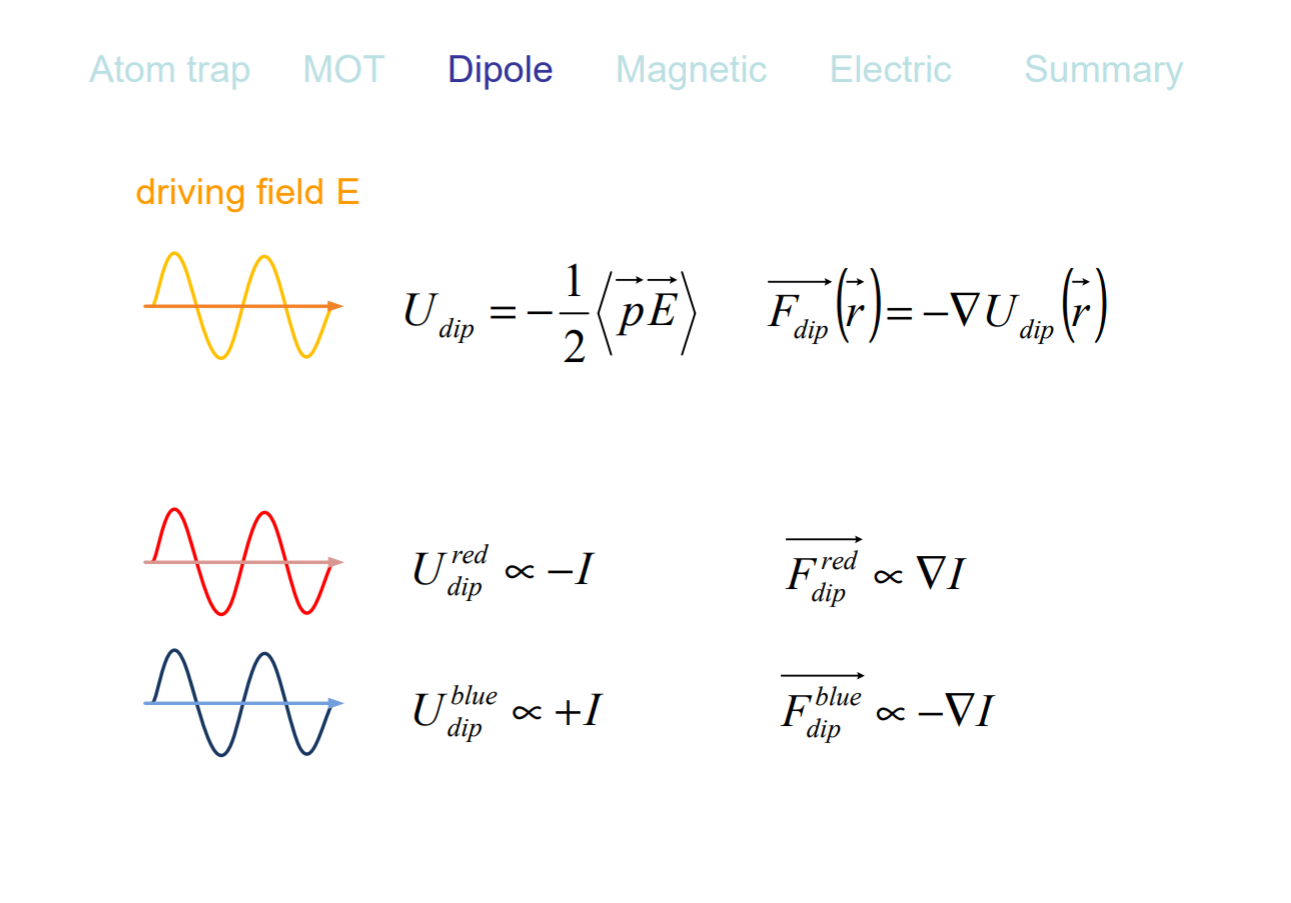 Atom trap MOT Dipole Magnetic Electric Summary
driving field E
$U_{dip} = -\frac{1}{2}\left\langle \overrightarrow{p}\overrightarrow{E} \right\rangle$ $\overrightarrow{F_{dip}}\left(\vec{r}\right) = -\nabla U_{dip}\left(\vec{r}\right)$
$U_{dip}^{red} \propto -I$ $\overrightarrow{F_{dip}^{red}} \propto \nabla I$
$U_{dip}^{blue} \propto +I$ $\overrightarrow{F_{dip}^{blue}} \propto -\nabla I$